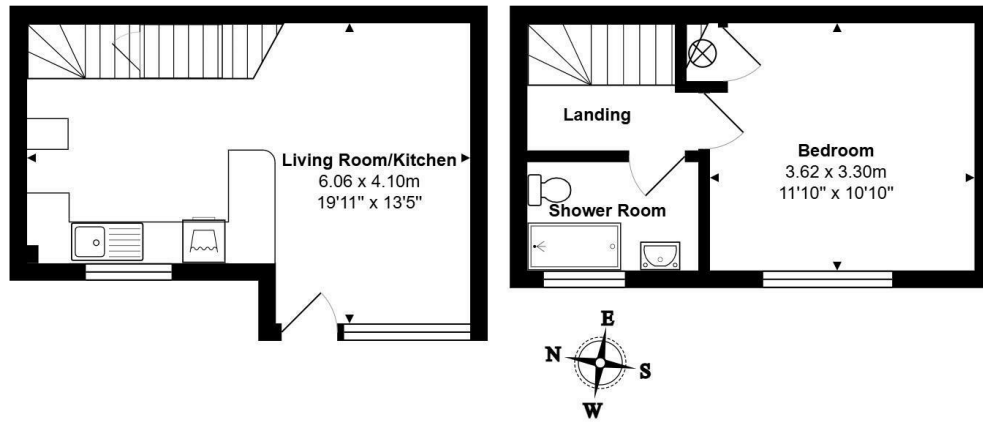 Living Room/Kitchen
6.06 x 4.10m
19'11" x 13'5"
Landing
Bedroom
3.62 x 3.30m
11'10" x 10'10"
Shower Room
E
N
S
W